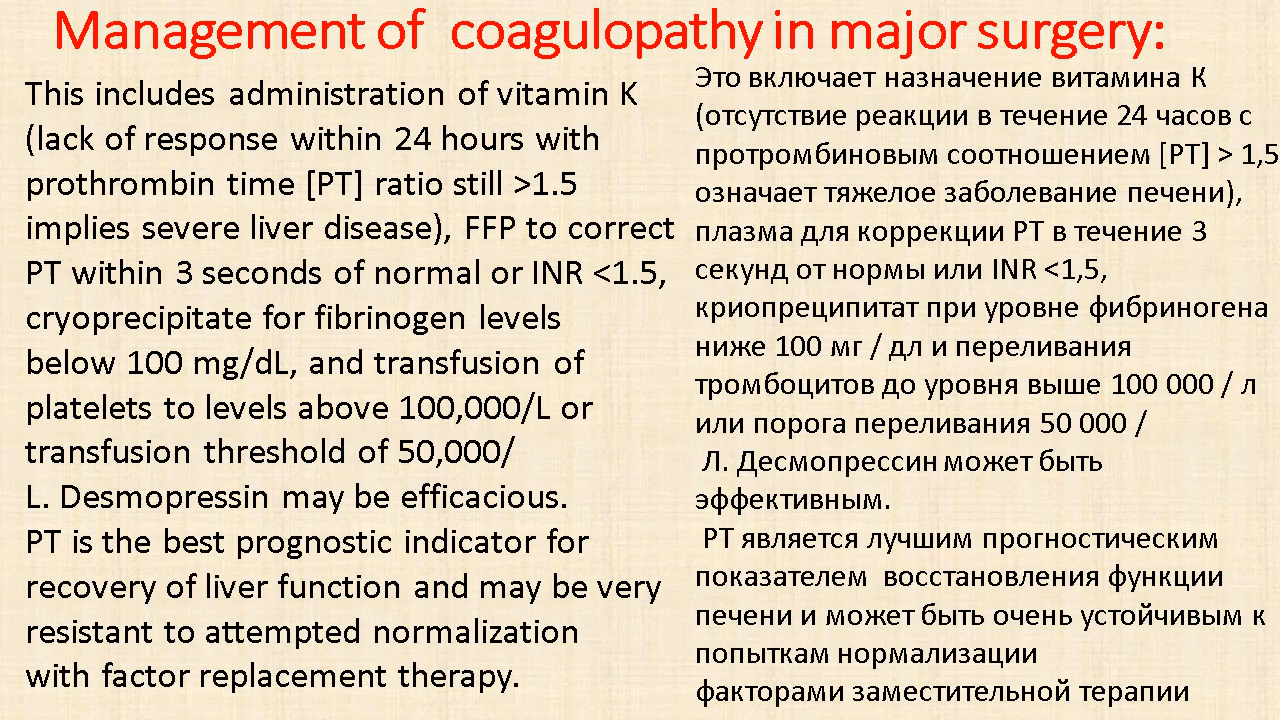 Management of  coagulopathy in major surgery:
This includes administration of vitamin K
(lack of response within 24 hours with
prothrombin time [PT] ratio still >1.5
implies severe liver disease), FFP to correct
PT within 3 seconds of normal or INR <1.5,
cryoprecipitate for fibrinogen levels
below 100 mg/dL, and transfusion of
platelets to levels above 100,000/L or
transfusion threshold of 50,000/
L. Desmopressin may be efficacious.
PT is the best prognostic indicator for
recovery of liver function and may be very
resistant to attempted normalization
with factor replacement therapy.
Это включает назначение витамина К
(отсутствие реакции в течение 24 часов с
протромбиновым соотношением [PT] > 1,5
означает тяжелое заболевание печени),
плазма для коррекции РТ в течение 3
секунд от нормы или INR <1,5,
криопреципитат при уровне фибриногена
ниже 100 мг / дл и переливания
тромбоцитов до уровня выше 100 000 / л
или порога переливания 50 000 /
Л. Десмопрессин может быть
эффективным.
РТ является лучшим прогностическим
показателем  восстановления функции
печени и может быть очень устойчивым к
попыткам нормализации
факторами заместительной терапии